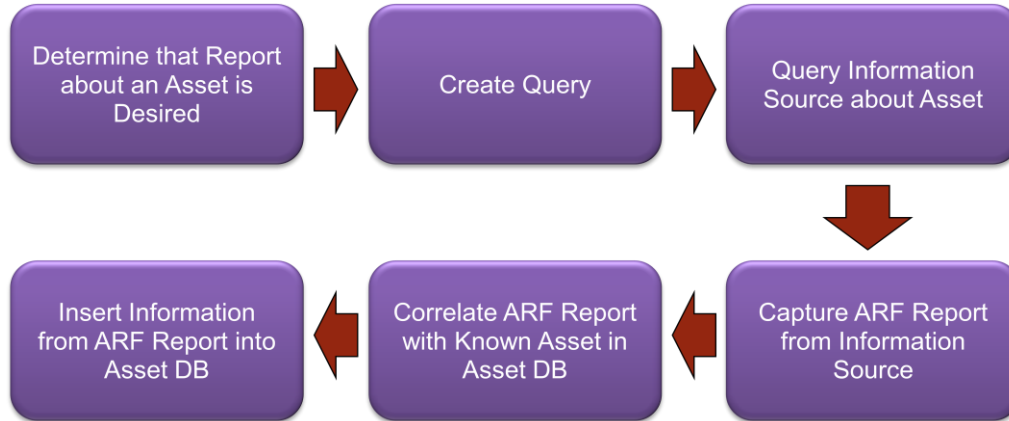 Determine that Report
about an Asset is
Desired
Create Query
Query Information
Source about Asset
Capture ARF Report
from Information
Source
Correlate ARF Report
with Known Asset in
Asset DB
Insert Information
from ARF Report into
Asset DB